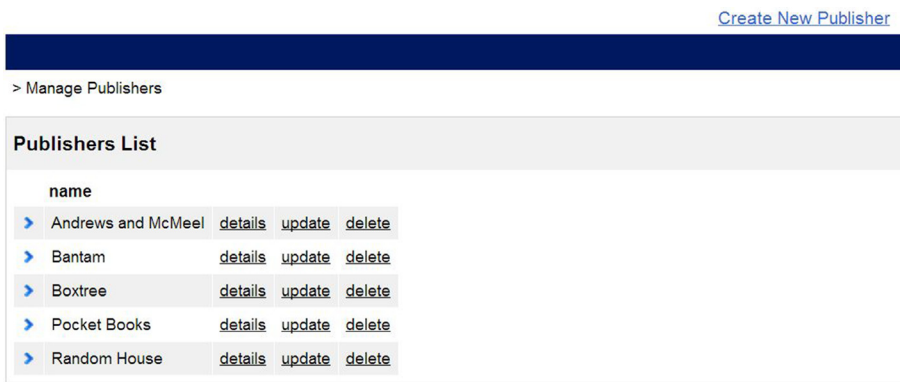 Create New Publisher
> Manage Publishers
Publishers List
name
Andrews and McMeel details update delete
Bantam details update delete
Boxtree details update delete
Pocket Books details update delete
Random House details update delete